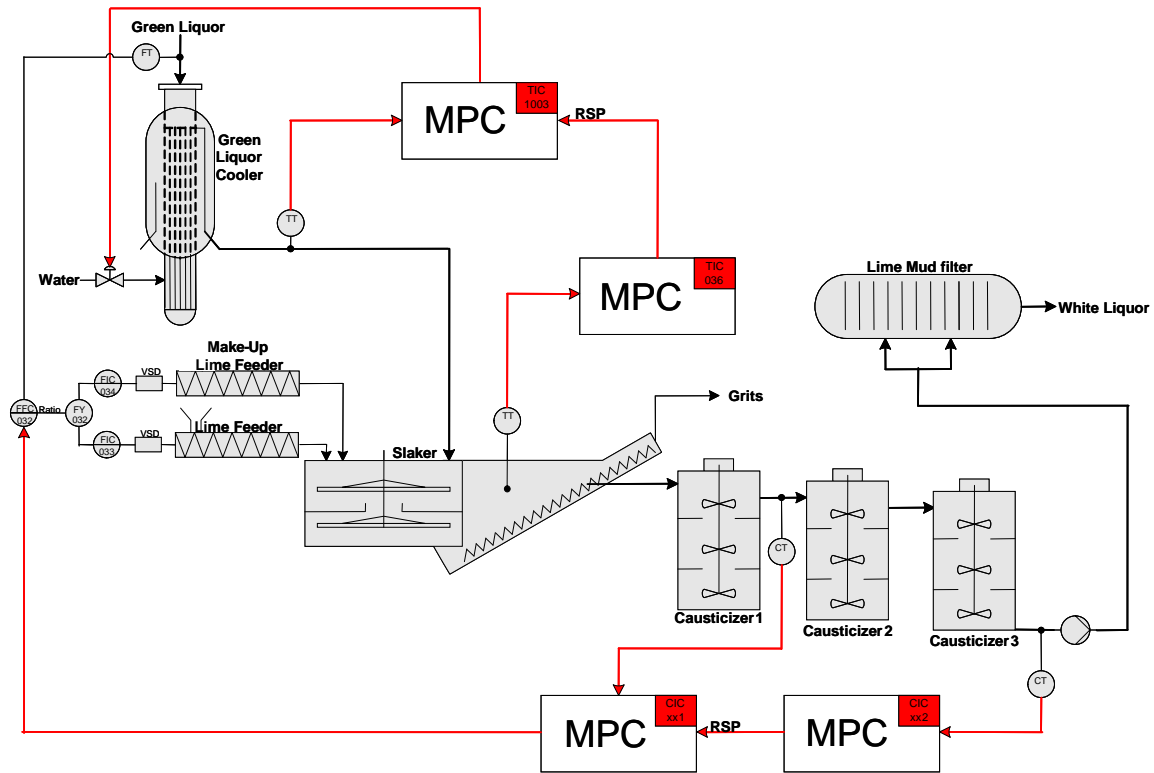 Green Liquor
FT
TIC
1003
MPC
RSP
Green
Liquor
Cooler
TT
Water
TIC
036
MPC
Lime Mud filter
White Liquor
Make-Up
Lime Feeder
FIC
034
VSD
FFC
032
Ratio
FY
032
FIC
033
VSD
Lime Feeder
TT
Grits
Slaker
CT
Causticizer 1
Causticizer 2
Causticizer 3
CT
CIC
xx1
MPC
RSP
CIC
xx2
MPC